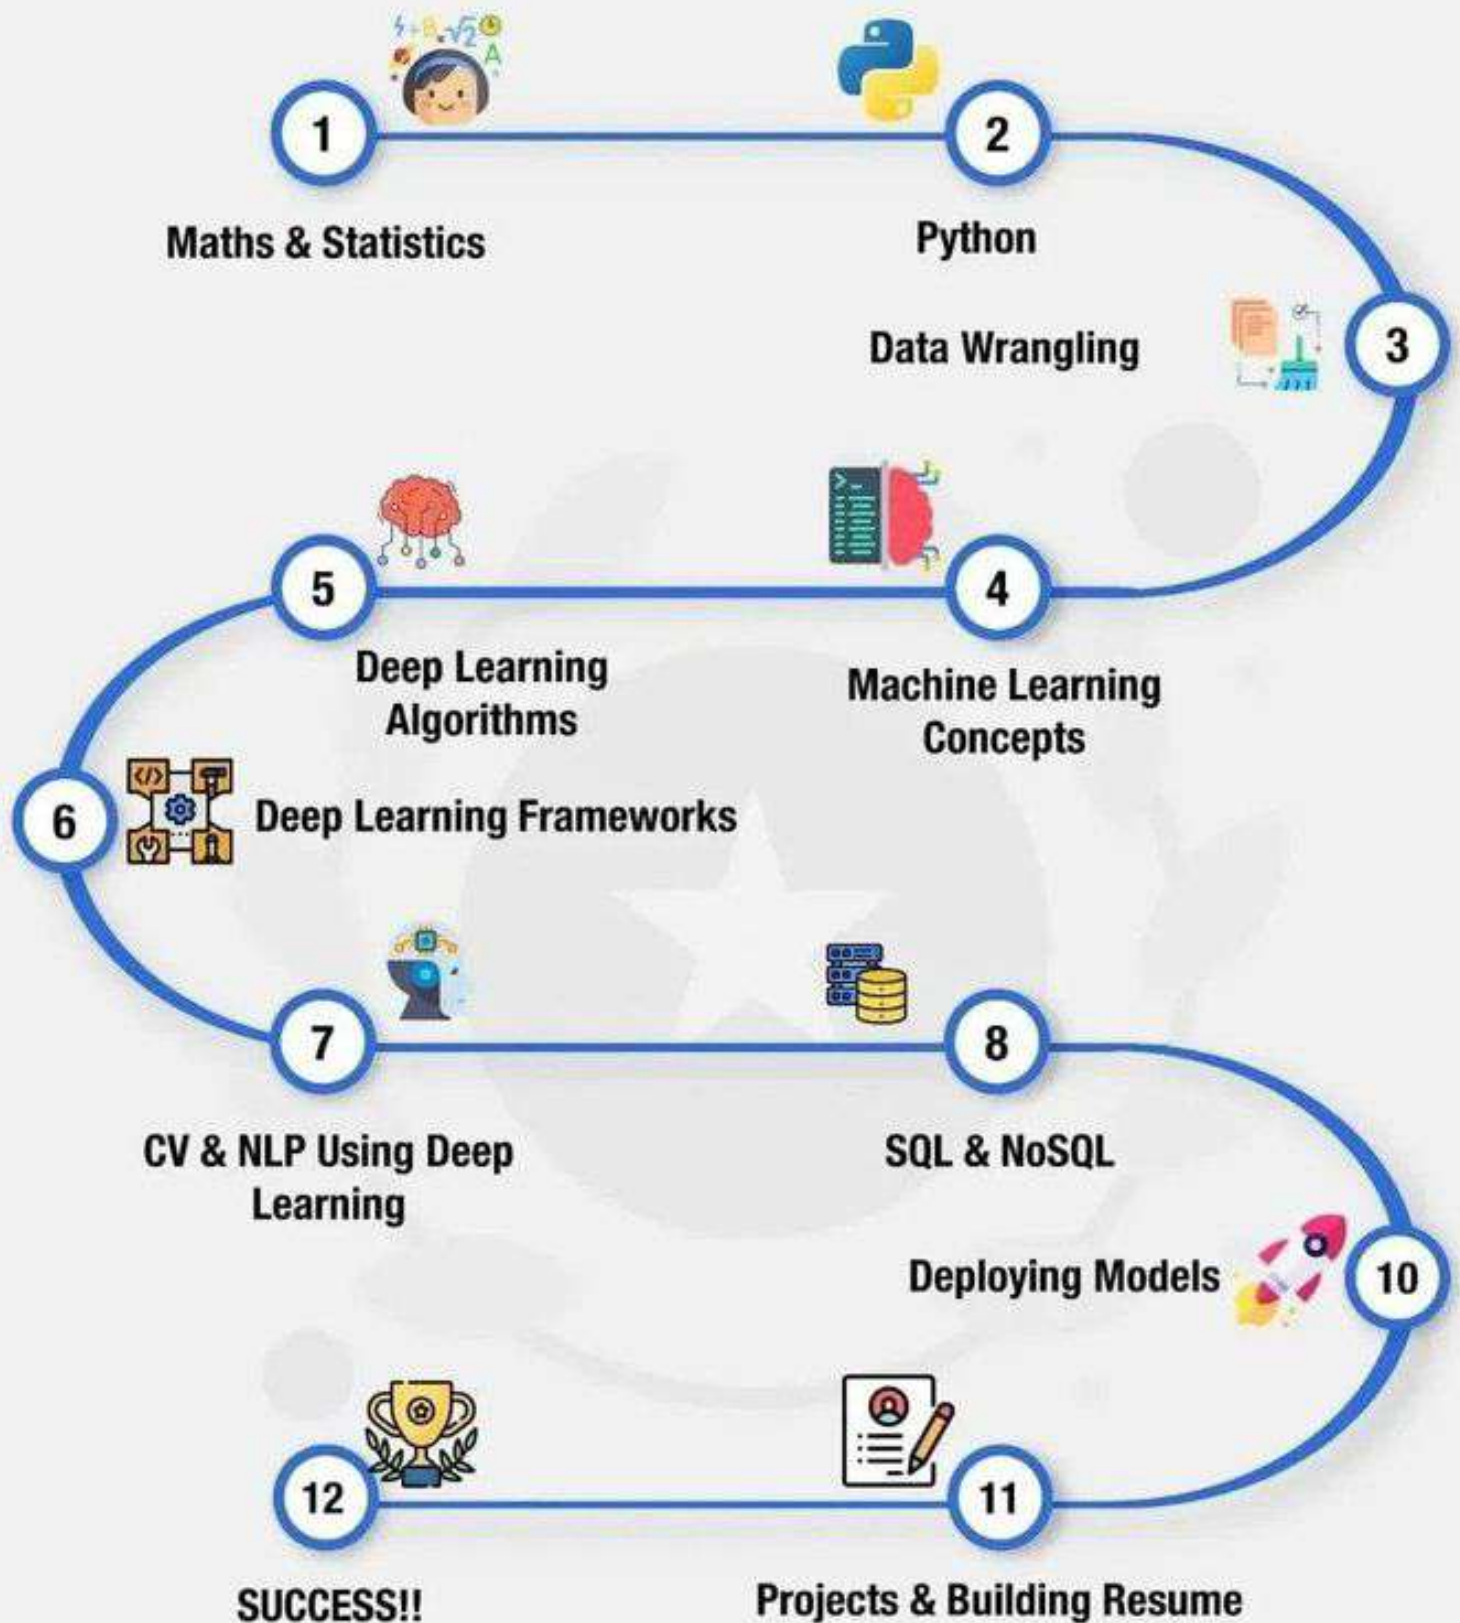 1
2
Maths & Statistics
Python
Data Wrangling
3
5
4
Deep Learning
Algorithms
Machine Learning
Concepts
6
Deep Learning Frameworks
7
8
CV & NLP Using Deep
Learning
SQL & NoSQL
Deploying Models
10
12
11
SUCCESS!!
Projects & Building Resume